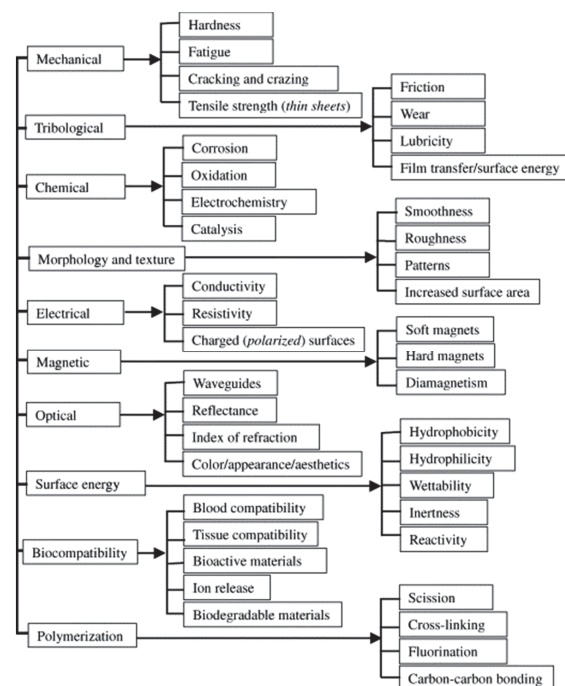 Mechanical
Hardness
Fatigue
Cracking and crazing
Tensile strength (thin sheets)
Tribological
Friction
Wear
Lubricity
Film transfer/surface energy
Chemical
Corrosion
Oxidation
Electrochemistry
Catalysis
Morphology and texture
Smoothness
Roughness
Patterns
Increased surface area
Electrical
Conductivity
Resistivity
Charged (polarized) surfaces
Magnetic
Soft magnets
Hard magnets
Diamagnetism
Optical
Waveguides
Reflectance
Index of refraction
Color/appearance/aesthetics
Surface energy
Hydrophobicity
Hydrophilicity
Wettability
Inertness
Reactivity
Biocompatibility
Blood compatibility
Tissue compatibility
Bioactive materials
Ion release
Biodegradable materials
Polymerization
Scission
Cross-linking
Fluorination
Carbon-carbon bonding